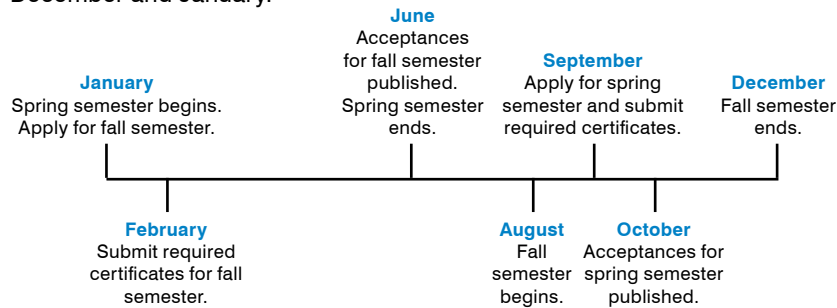 December and January.
June
Acceptances
for fall semester
published.
Spring semester
ends.
January
Spring semester begins.
Apply for fall semester.
September
Apply for spring
semester and submit
required certificates.
December
Fall semester
ends.
February
Submit required
certificates for fall
semester.
August
Fall
semester
begins.
October
Acceptances for
spring semester
published.